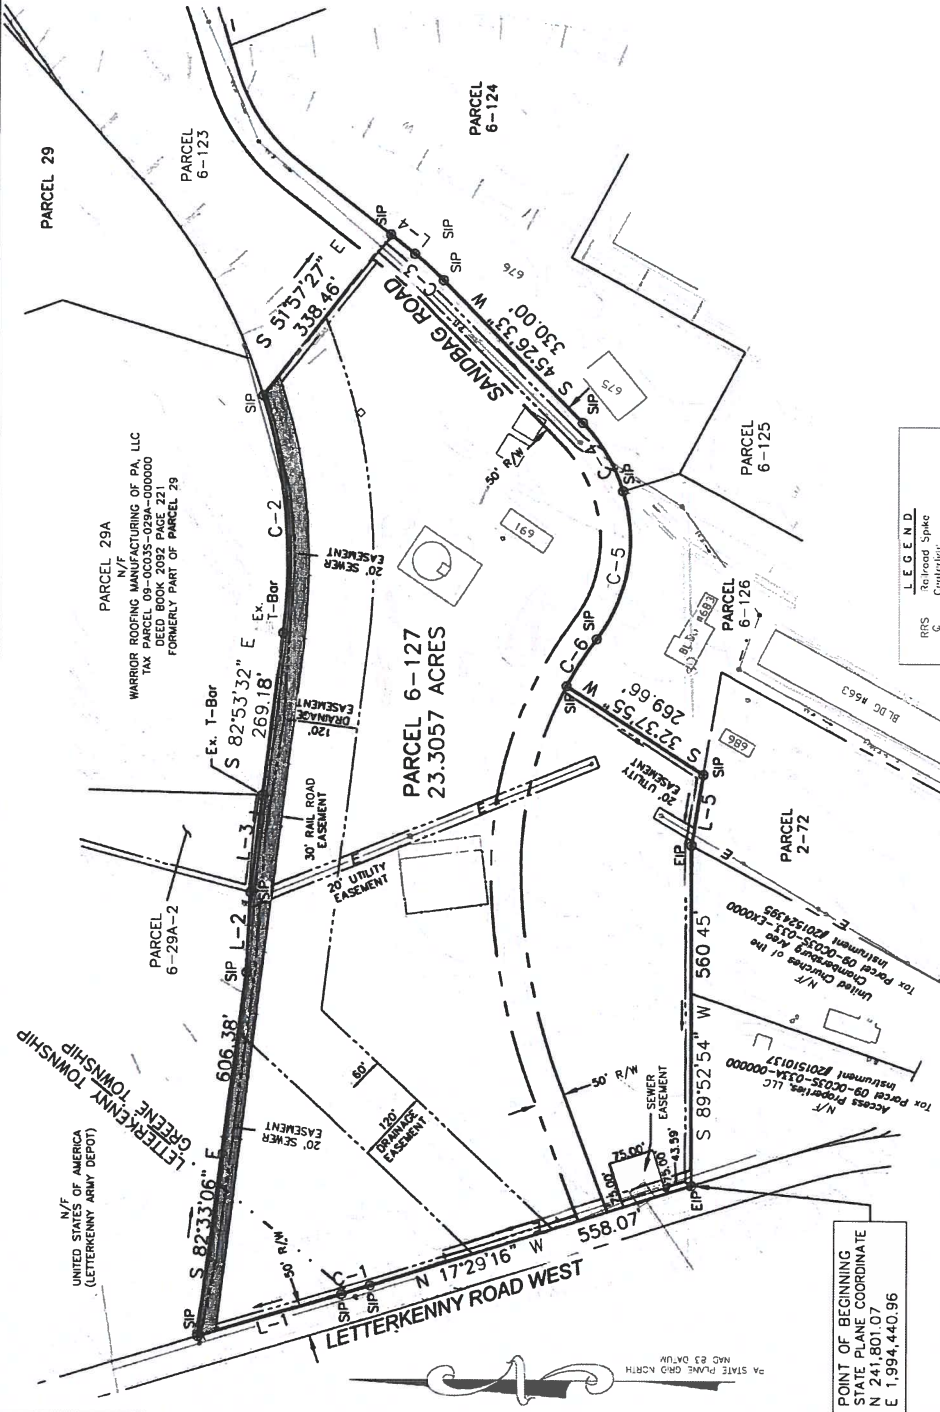 PARCEL 29
PARCEL
6-123
PARCEL
6-124
SIP
L-4
SIP
SIP
C-3
S 51°57'27" E
338.46'
SANDBAG ROAD
S 45°26'33" W
330.00'
676
675
SIP
SIP
C-4
50' R/W
PARCEL
6-125
PARCEL 29A
N/F
WARRIOR ROOFING MANUFACTURING OF PA, LLC
TAX PARCEL 09-0C03S-029A-000000
DEED BOOK 2092 PAGE 221
FORMERLY PART OF PARCEL 29
SIP
C-2
20' SEWER
EASEMENT
Ex.
T-Bar
S 82°53'32" E
269.18'
Ex. T-Bar
120'
DRAINAGE
EASEMENT
691
C-5
SIP
C-6
SIP
PARCEL 6-127
23.3057 ACRES
BLDG #683
PARCEL
6-126
BLDG #663
S 32°37'55" W
269.66'
686
20' UTILITY
EASEMENT
SIP
L-5
EIP
PARCEL
2-72
L-3
30' RAIL ROAD
EASEMENT
SIP
20' UTILITY
EASEMENT
E
E
E
E
L-2
SIP
PARCEL
6-29A-2
LETTERKENNY TOWNSHIP
GREENE TOWNSHIP
S 82°33'06" E
606.38'
20' SEWER
EASEMENT
60'
120'
DRAINAGE
EASEMENT
50' R/W
SEWER
EASEMENT
75.00'
75.00'
75.00'
43.59'
S 89°52'54" W
560.45'
N/F
United Churches of the
Chambersburg Area
Tax Parcel 09-0C03S-033.-EX0000
Instrument #201524395
N/F
Access Properties, LLC
Tax Parcel 09-0C03S-033A-000000
Instrument #201510137
N/F
UNITED STATES OF AMERICA
(LETTERKENNY ARMY DEPOT)
SIP
L-1
50' R/W
SIP
C-1
SIP
N 17°29'16" W
558.07'
LETTERKENNY ROAD WEST
EIP
PA STATE PLANE GRID NORTH
NAD 83 DATUM
POINT OF BEGINNING
STATE PLANE COORDINATE
N 241,801.07
E 1,994,440.96
LEGEND
RRS Railroad Spike